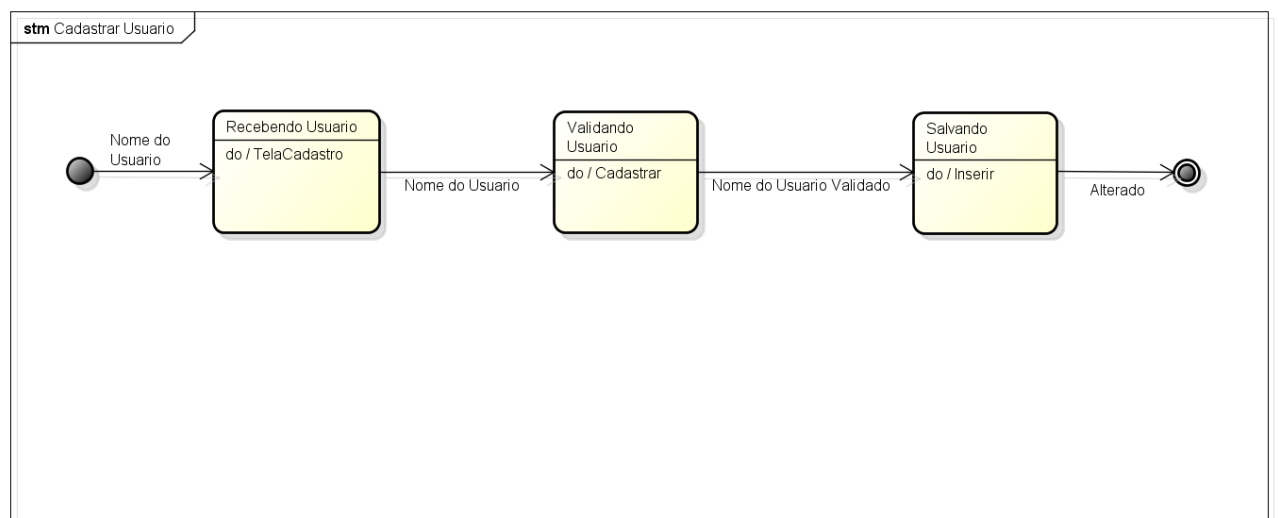 stm Cadastrar Usuario
Nome do
Usuario
Recebendo Usuario
do / TelaCadastro
Nome do Usuario
Validando
Usuario
do / Cadastrar
Nome do Usuario Validado
Salvando
Usuario
do / Inserir
Alterado